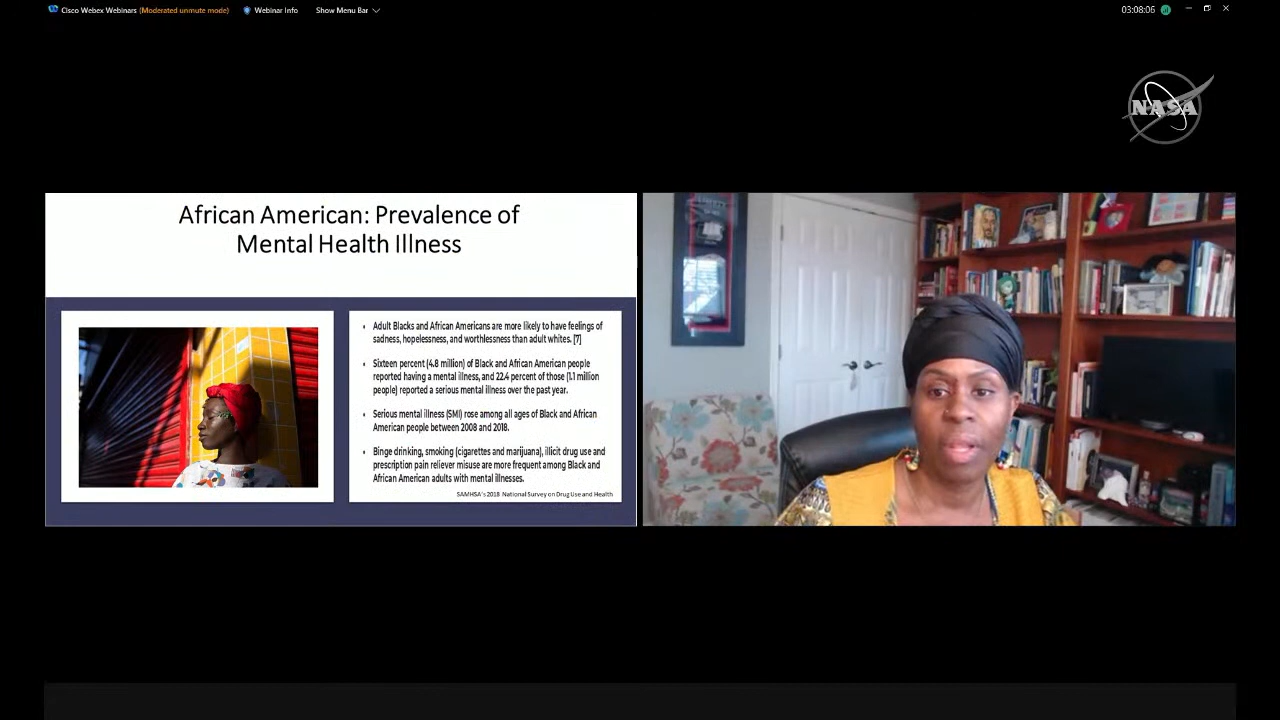 Cisco Webex Webinars (Moderated unmute mode) Webinar Info Show Menu Bar 03:08:06
NASA
African American: Prevalence of
Mental Health Illness
• Adult Blacks and African Americans are more likely to have feelings of
sadness, hopelessness, and worthlessness than adult whites. [7]
• Sixteen percent (4.8 million) of Black and African American people
reported having a mental illness, and 22.4 percent of those (1.1 million
people) reported a serious mental illness over the past year.
• Serious mental illness (SMI) rose among all ages of Black and African
American people between 2008 and 2018.
• Binge drinking, smoking (cigarettes and marijuana), illicit drug use and
prescription pain reliever misuse are more frequent among Black and
African American adults with mental illnesses.
SAMHSA's 2018 National Survey on Drug Use and Health